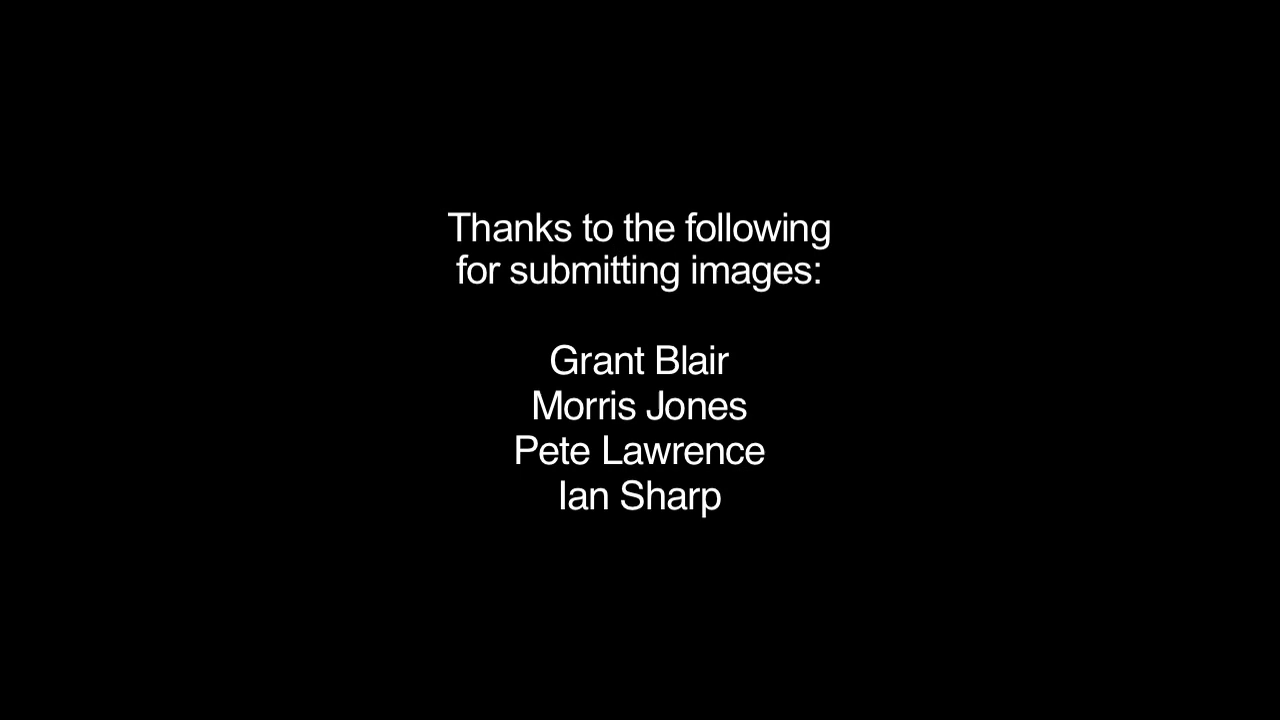 Thanks to the following
for submitting images:
Grant Blair
Morris Jones
Pete Lawrence
Ian Sharp